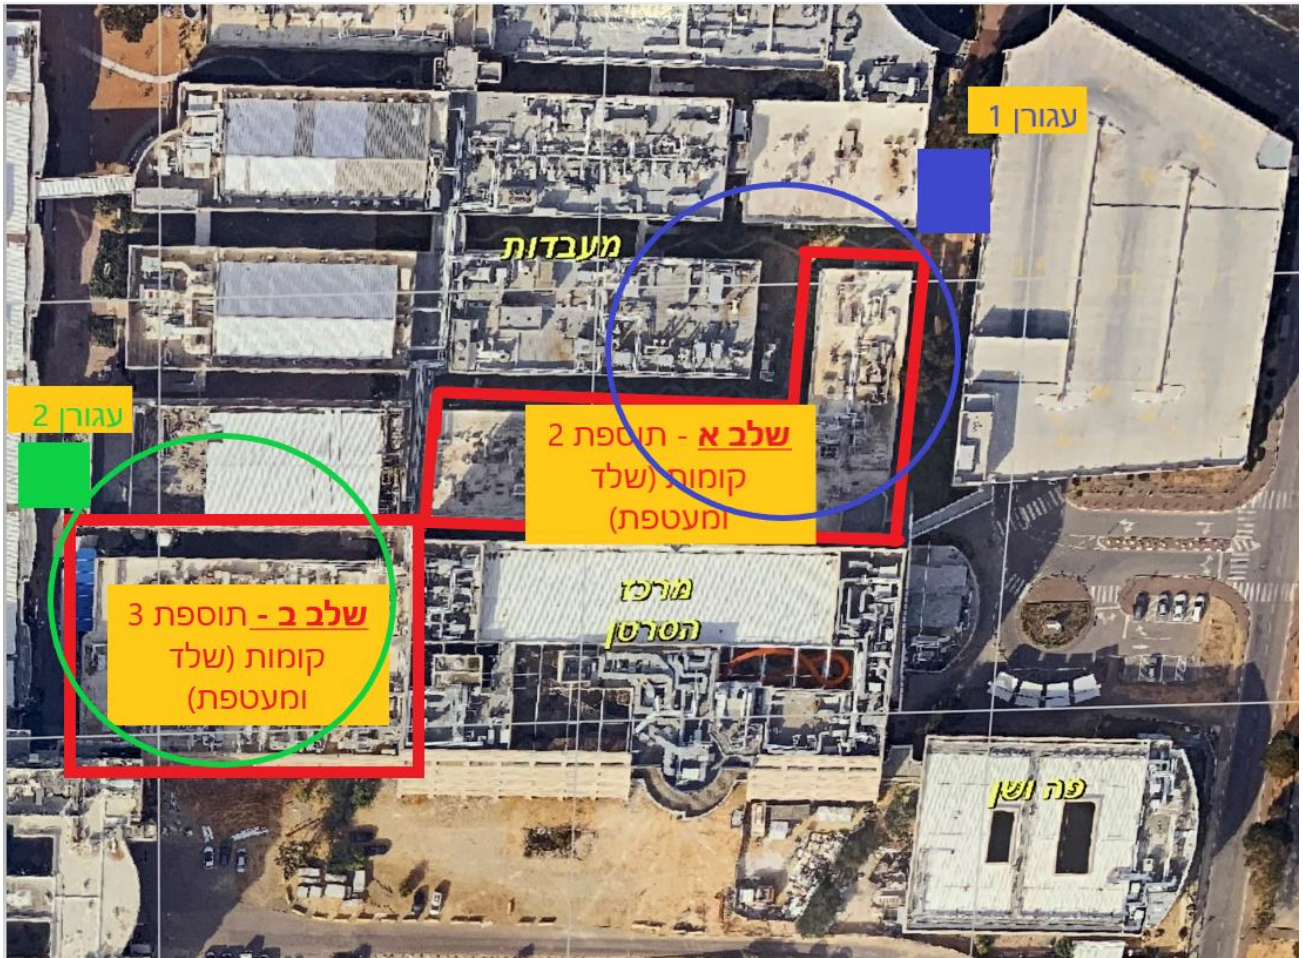 עגורן 1
מעבדות
עגורן 2
שלב א - תוספת 2
קומות (שלד
ומעטפת)
מרכז
הסרטן
שלב ב - תוספת 3
קומות (שלד
ומעטפת)
פה ושן